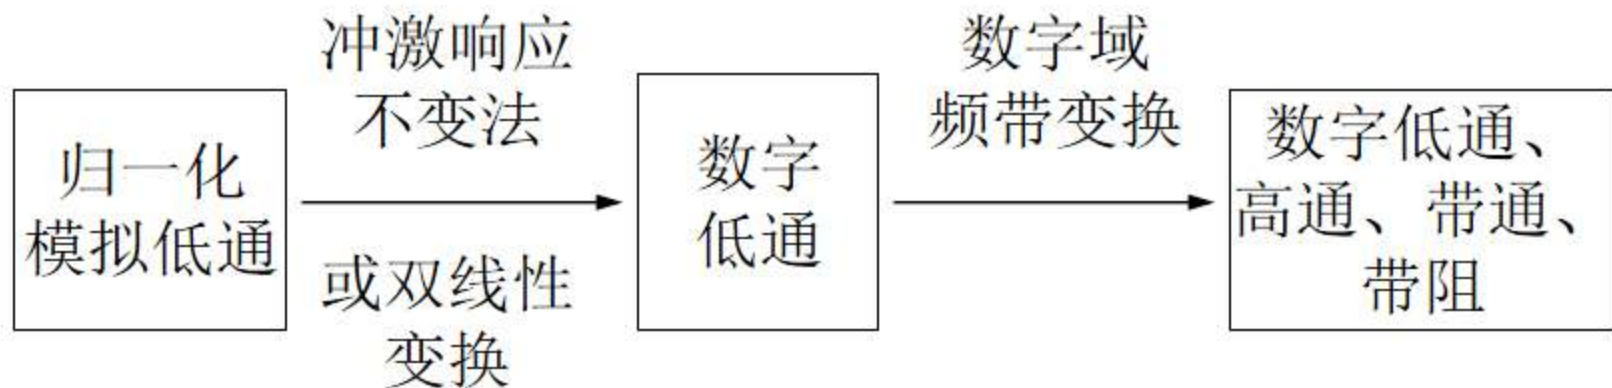 归一化
模拟低通
冲激响应
不变法
或双线性
变换
数字
低通
数字域
频带变换
数字低通、
高通、带通、
带阻